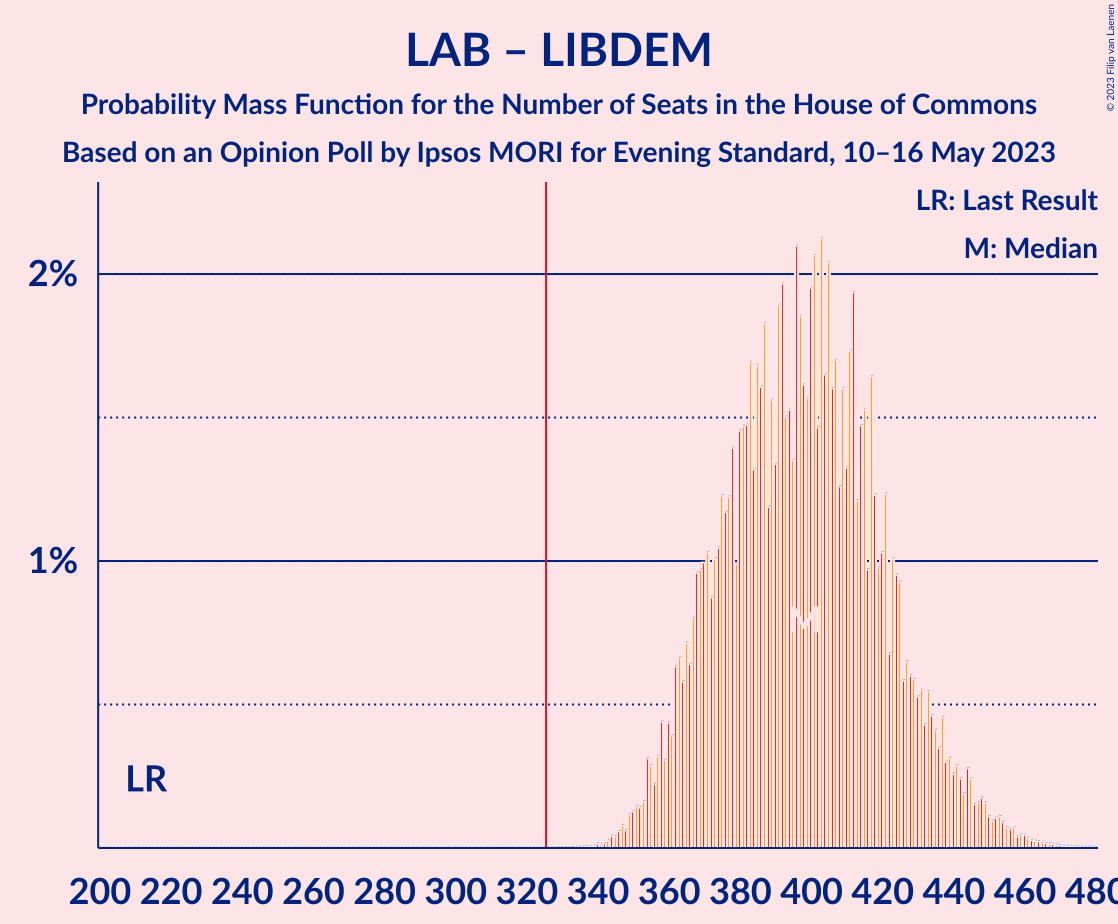 LAB – LIBDEM
Probability Mass Function for the Number of Seats in the House of Commons
Based on an Opinion Poll by Ipsos MORI for Evening Standard, 10–16 May 2023
© 2023 Filip van Laenen
LR: Last Result
M: Median
2%
1%
M
LR
200 220 240 260 280 300 320 340 360 380 400 420 440 460 480